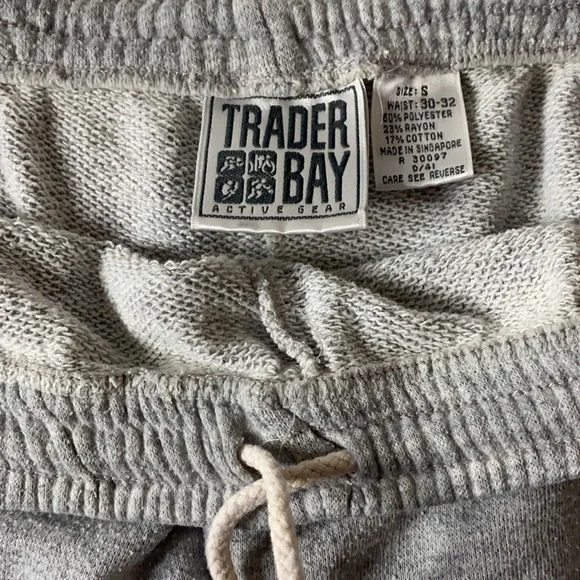 TRADER
BAY
ACTIVE GEAR
SIZE: S
WAIST: 30-32
60% POLYESTER
23% RAYON
17% COTTON
MADE IN SINGAPORE
R 30097
D/41
CARE SEE REVERSE